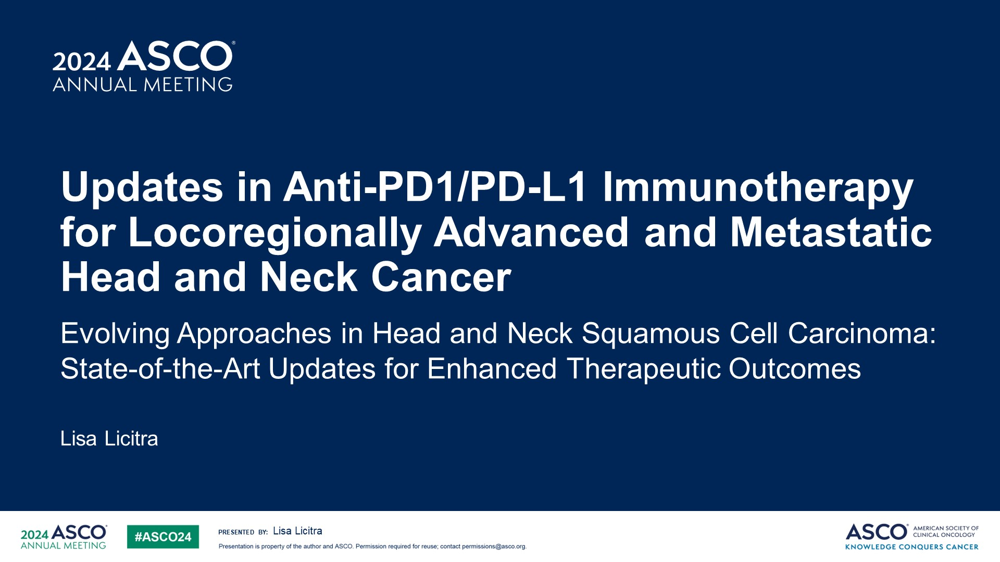 2024 ASCO®
ANNUAL MEETING
Updates in Anti-PD1/PD-L1 Immunotherapy
for Locoregionally Advanced and Metastatic
Head and Neck Cancer
Evolving Approaches in Head and Neck Squamous Cell Carcinoma:
State-of-the-Art Updates for Enhanced Therapeutic Outcomes
Lisa Licitra
2024 ASCO®
ANNUAL MEETING
#ASCO24
PRESENTED BY: Lisa Licitra
Presentation is property of the author and ASCO. Permission required for reuse; contact permissions@asco.org.
ASCO® AMERICAN SOCIETY OF
CLINICAL ONCOLOGY
KNOWLEDGE CONQUERS CANCER